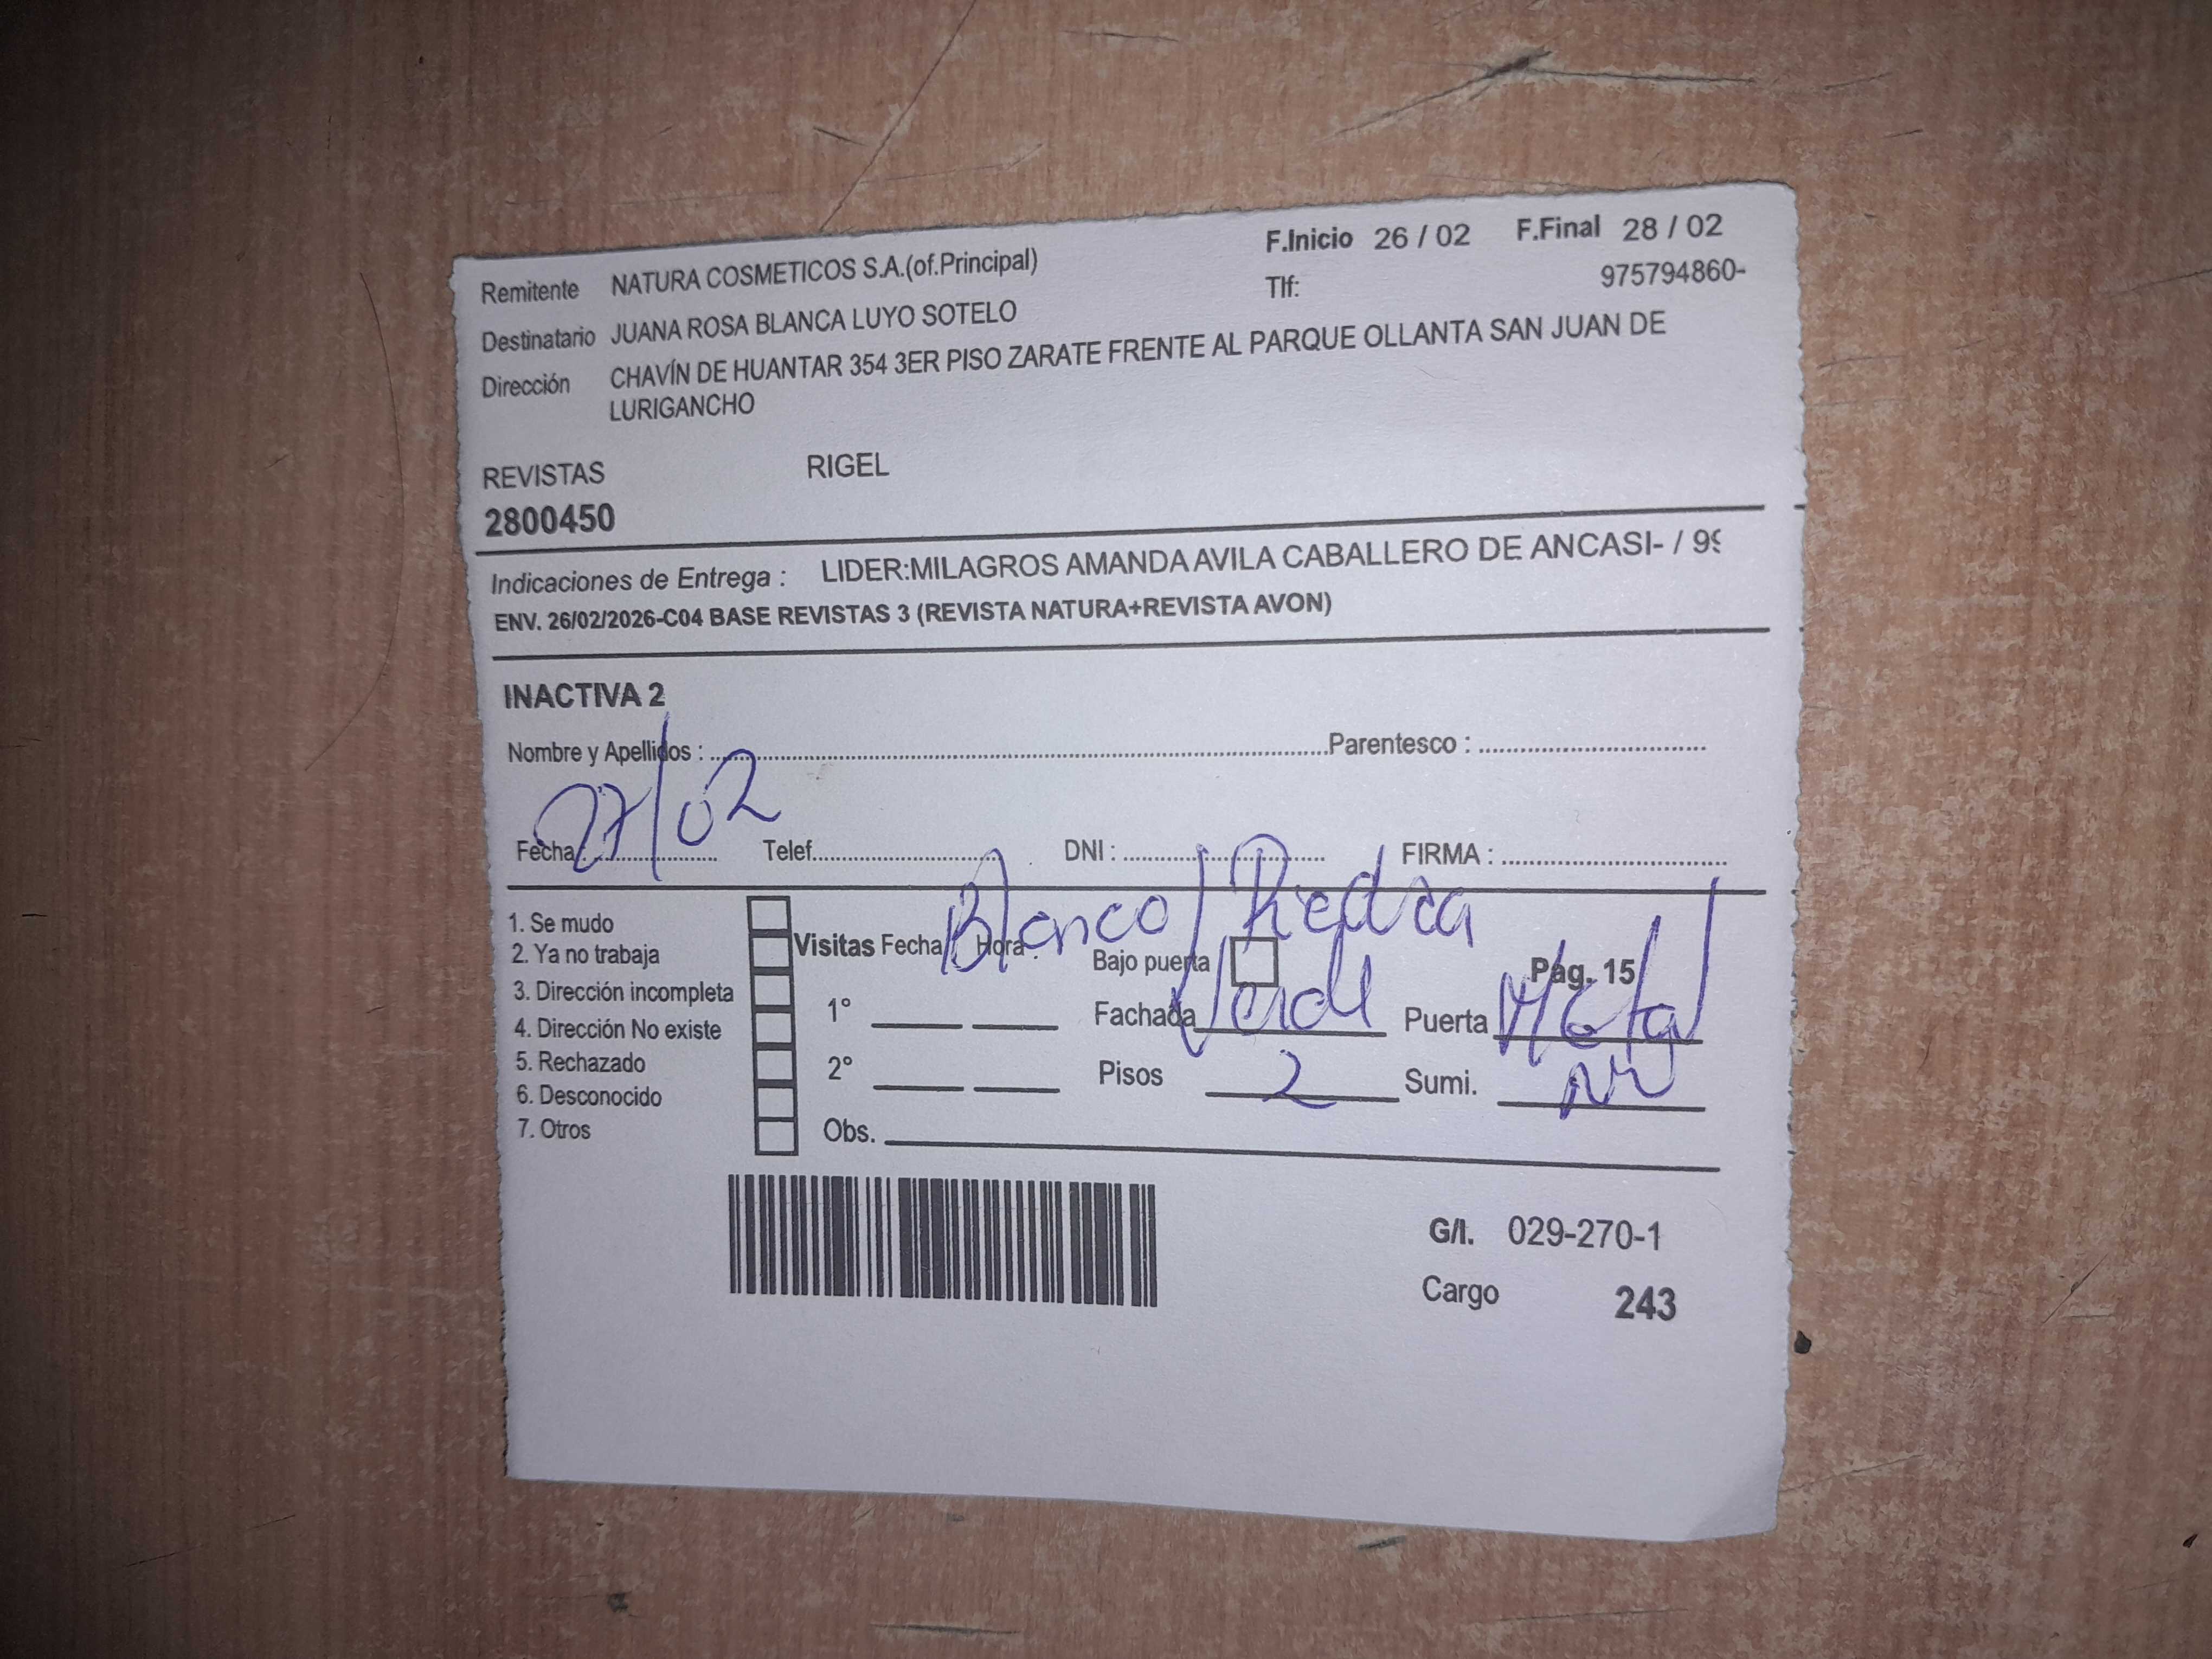 F.Inicio 26 / 02 F.Final 28 / 02
Remitente NATURA COSMETICOS S.A.(of.Principal)
Tlf: 975794860-
Destinatario JUANA ROSA BLANCA LUYO SOTELO
Dirección CHAVÍN DE HUANTAR 354 3ER PISO ZARATE FRENTE AL PARQUE OLLANTA SAN JUAN DE
LURIGANCHO
REVISTAS RIGEL
2800450
Indicaciones de Entrega : LIDER:MILAGROS AMANDA AVILA CABALLERO DE ANCASI- / 99
ENV. 26/02/2026-C04 BASE REVISTAS 3 (REVISTA NATURA+REVISTA AVON)
INACTIVA 2
Nombre y Apellidos : Parentesco :
27/02
Fecha Telef. DNI : FIRMA :
Blanco/Piedra
1. Se mudo
2. Ya no trabaja
3. Dirección incompleta
4. Dirección No existe
5. Rechazado
6. Desconocido
7. Otros
Visitas Fecha Hora Bajo puerta Pag. 15
1° Fachada Verde Puerta Metal
2° Pisos 2 Sumi.
Obs.
G/I. 029-270-1
Cargo 243